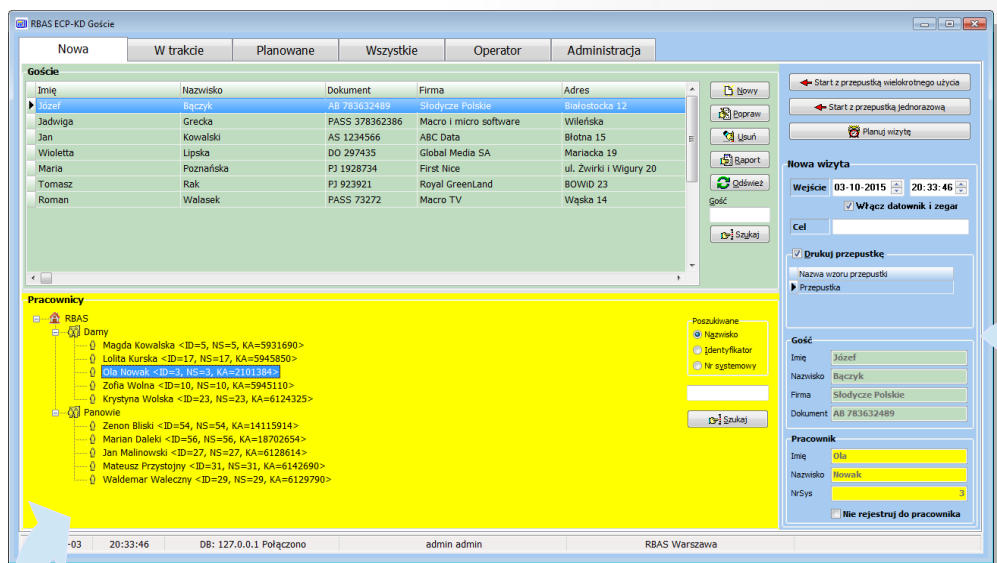 RBAS ECP-KD Goście
Nowa W trakcie Planowane Wszystkie Operator Administracja
Goście
Imię Nazwisko Dokument Firma Adres
Józef Bączyk AB 783632489 Słodycze Polskie Białostocka 12
Jadwiga Grecka PASS 378362386 Macro i micro software Wileńska
Jan Kowalski AS 1234566 ABC Data Błotna 15
Wioletta Lipska DO 297435 Global Media SA Mariacka 19
Maria Poznańska PJ 1928734 First Nice ul. Żwirki i Wigury 20
Tomasz Rak PJ 923921 Royal GreenLand BOWiD 23
Roman Walasek PASS 73272 Macro TV Wąska 14
Nowy
Popraw
Usuń
Raport
Odśwież
Gość
Szukaj
Start z przepustką wielokrotnego użycia
Start z przepustką jednorazową
Planuj wizytę
Nowa wizyta
Wejście 03-10-2015 20:33:46
Włącz datownik i zegar
Cel
Drukuj przepustkę
Nazwa wzoru przepustki
Przepustka
Pracownicy
RBAS
Damy
Magda Kowalska <ID=5, NS=5, KA=5931690>
Lolita Kurska <ID=17, NS=17, KA=5945850>
Ola Nowak <ID=3, NS=3, KA=2101384>
Zofia Wolna <ID=10, NS=10, KA=5945110>
Krystyna Wolska <ID=23, NS=23, KA=6124325>
Panowie
Zenon Bliski <ID=54, NS=54, KA=14115914>
Marian Daleki <ID=56, NS=56, KA=18702654>
Jan Malinowski <ID=27, NS=27, KA=6128614>
Mateusz Przystojny <ID=31, NS=31, KA=6142690>
Waldemar Waleczny <ID=29, NS=29, KA=6129790>
Poszukiwane
Nazwisko
Identyfikator
Nr systemowy
Szukaj
Gość
Imię Józef
Nazwisko Bączyk
Firma Słodycze Polskie
Dokument AB 783632489
Pracownik
Imię Ola
Nazwisko Nowak
NrSys 3
Nie rejestruj do pracownika
-03 20:33:46 DB: 127.0.0.1 Połączono admin admin RBAS Warszawa